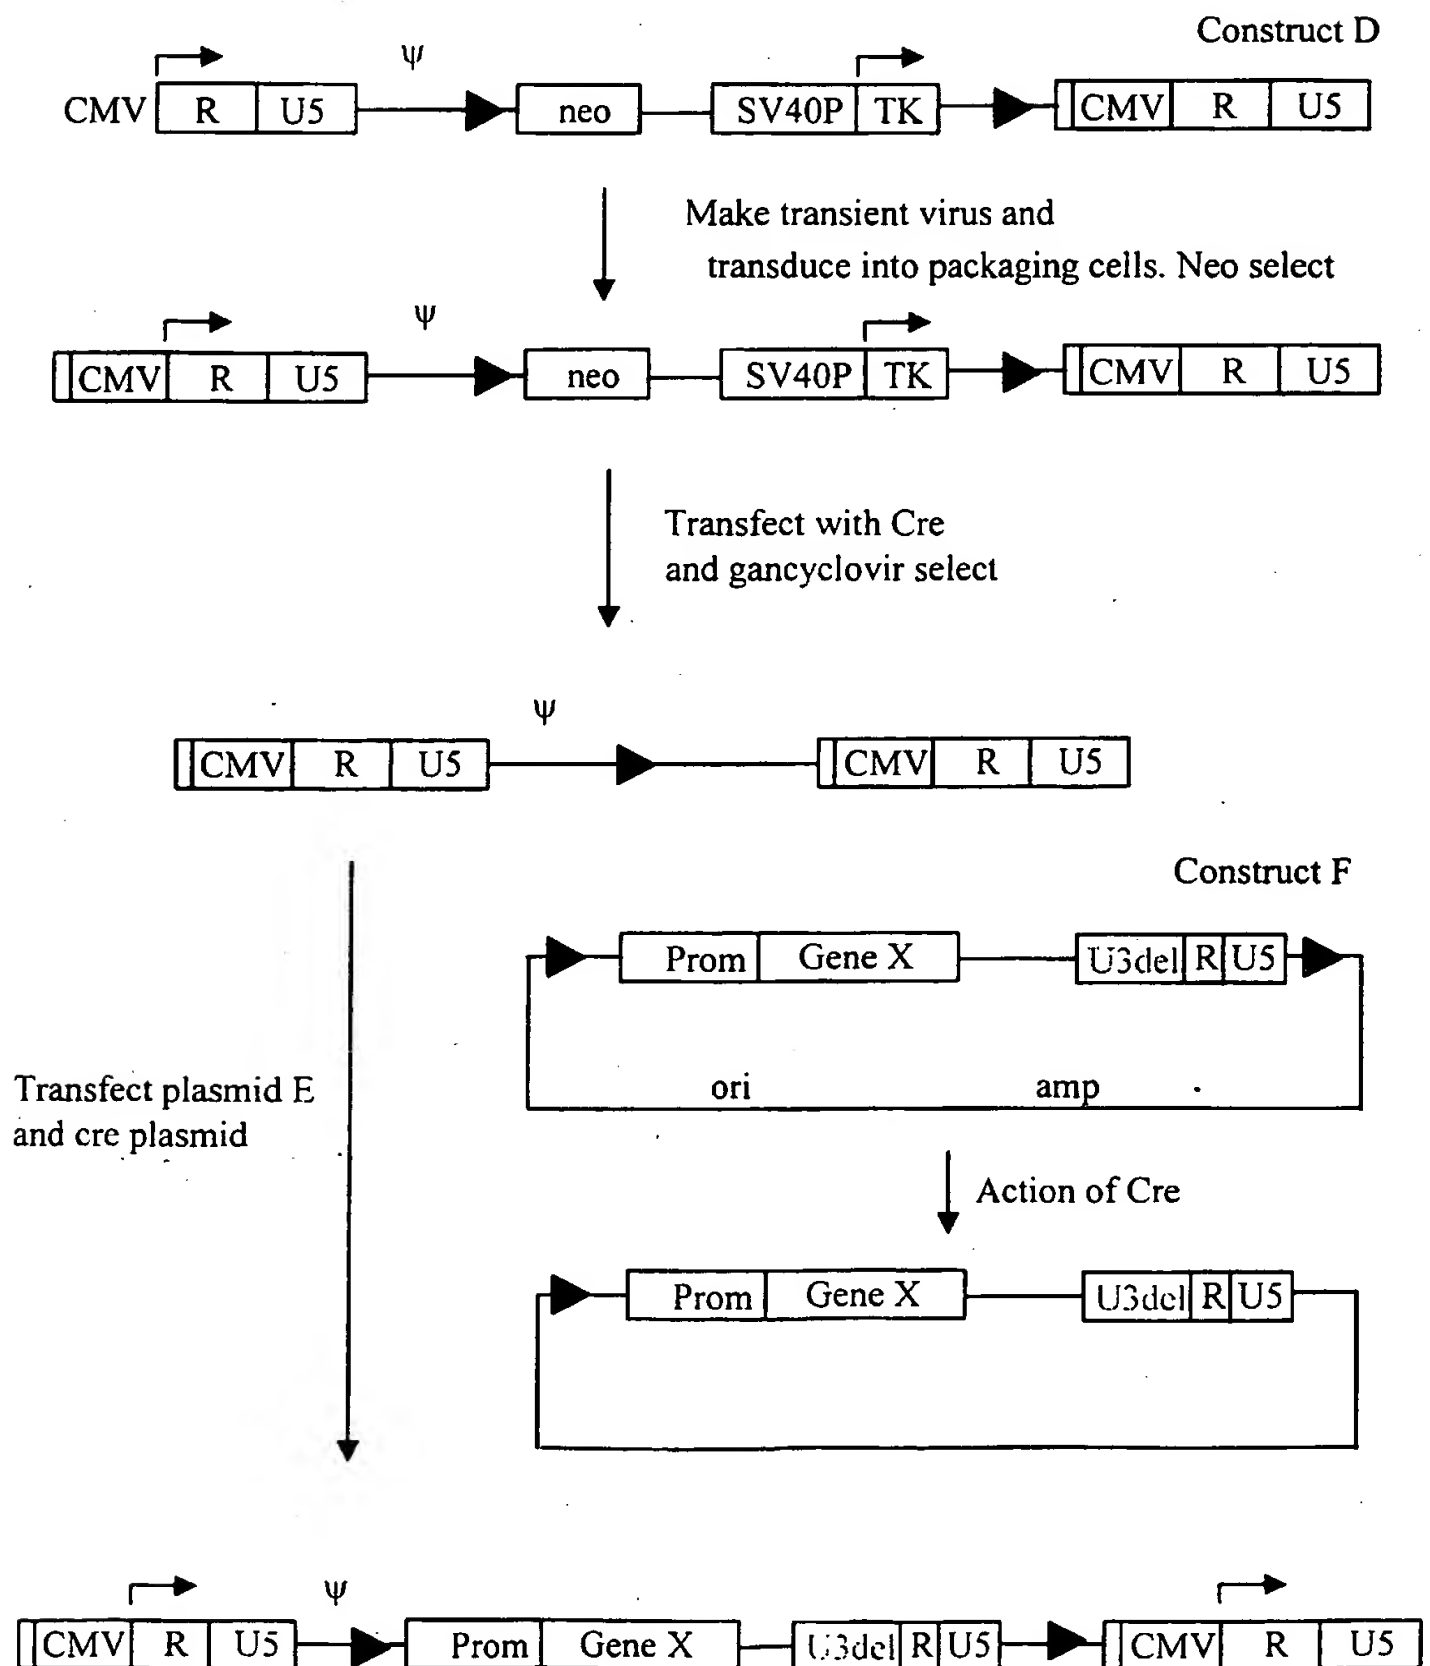 Construct D
ψ
CMV R U5 neo SV40P TK CMV R U5
Make transient virus and
transduce into packaging cells. Neo select
ψ
CMV R U5 neo SV40P TK CMV R U5
Transfect with Cre
and gancyclovir select
ψ
CMV R U5 CMV R U5
Construct F
Prom Gene X U3del R U5
ori amp
Transfect plasmid E
and cre plasmid
Action of Cre
Prom Gene X U3del R U5
ψ
CMV R U5 Prom Gene X U3del R U5 CMV R U5